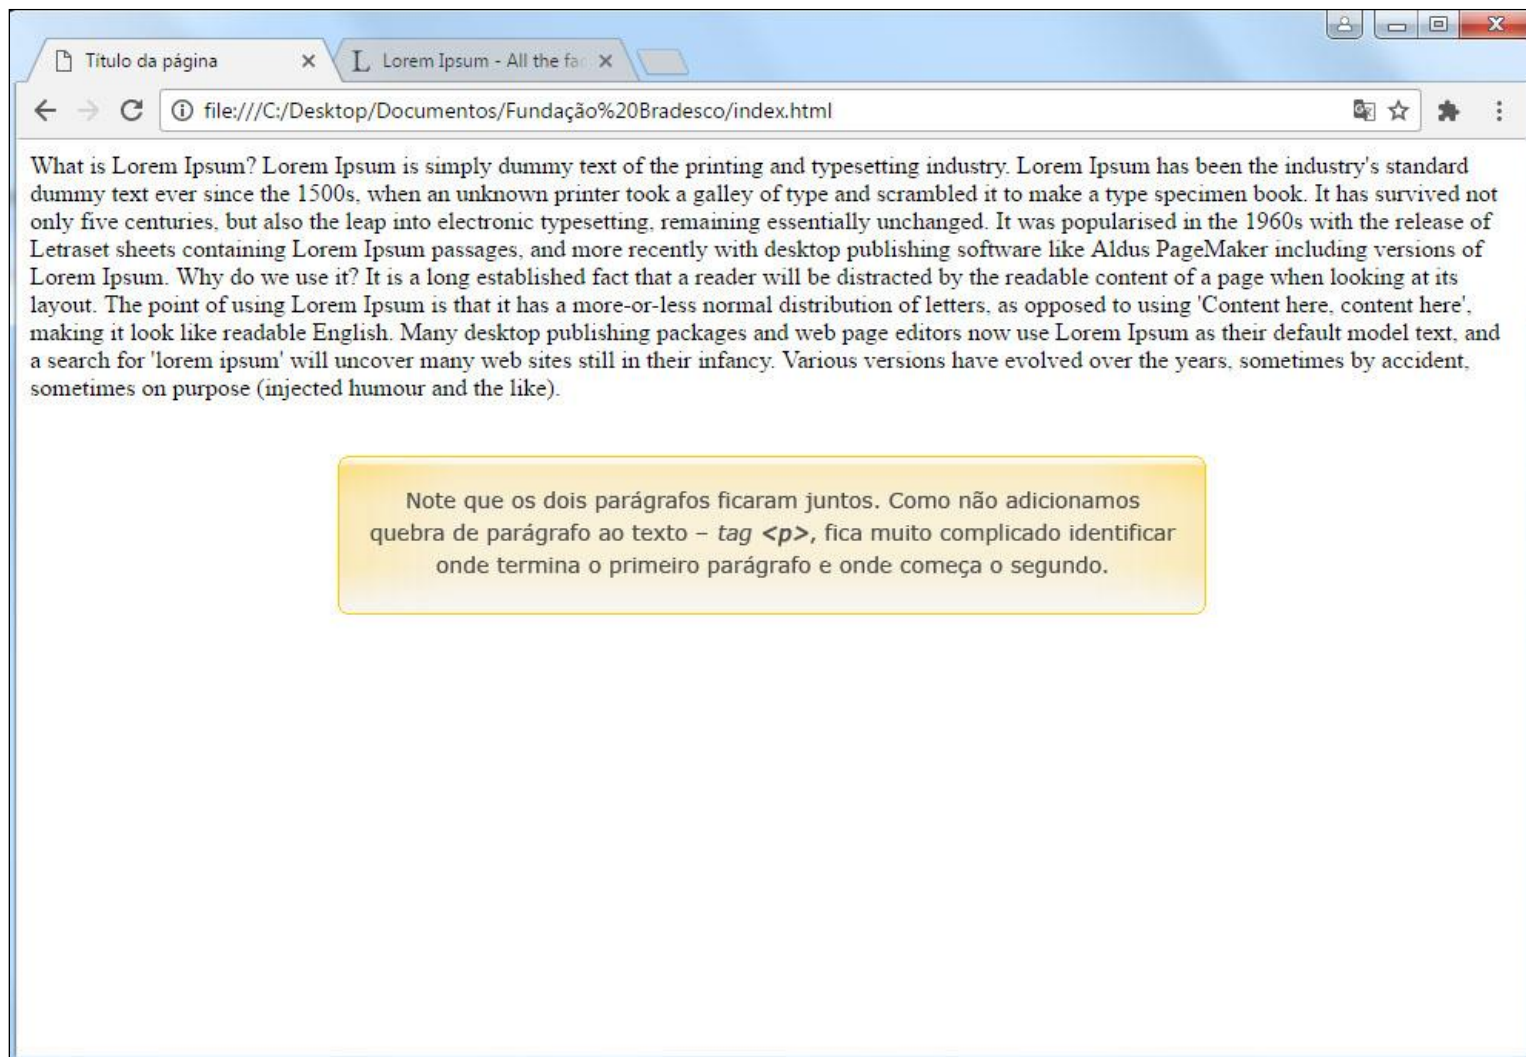 Título da página
Lorem Ipsum - All the fa
file:///C:/Desktop/Documentos/Fundação%20Bradesco/index.html
What is Lorem Ipsum? Lorem Ipsum is simply dummy text of the printing and typesetting industry. Lorem Ipsum has been the industry's standard
dummy text ever since the 1500s, when an unknown printer took a galley of type and scrambled it to make a type specimen book. It has survived not
only five centuries, but also the leap into electronic typesetting, remaining essentially unchanged. It was popularised in the 1960s with the release of
Letraset sheets containing Lorem Ipsum passages, and more recently with desktop publishing software like Aldus PageMaker including versions of
Lorem Ipsum. Why do we use it? It is a long established fact that a reader will be distracted by the readable content of a page when looking at its
layout. The point of using Lorem Ipsum is that it has a more-or-less normal distribution of letters, as opposed to using 'Content here, content here',
making it look like readable English. Many desktop publishing packages and web page editors now use Lorem Ipsum as their default model text, and
a search for 'lorem ipsum' will uncover many web sites still in their infancy. Various versions have evolved over the years, sometimes by accident,
sometimes on purpose (injected humour and the like).
Note que os dois parágrafos ficaram juntos. Como não adicionamos
quebra de parágrafo ao texto – tag <p>, fica muito complicado identificar
onde termina o primeiro parágrafo e onde começa o segundo.